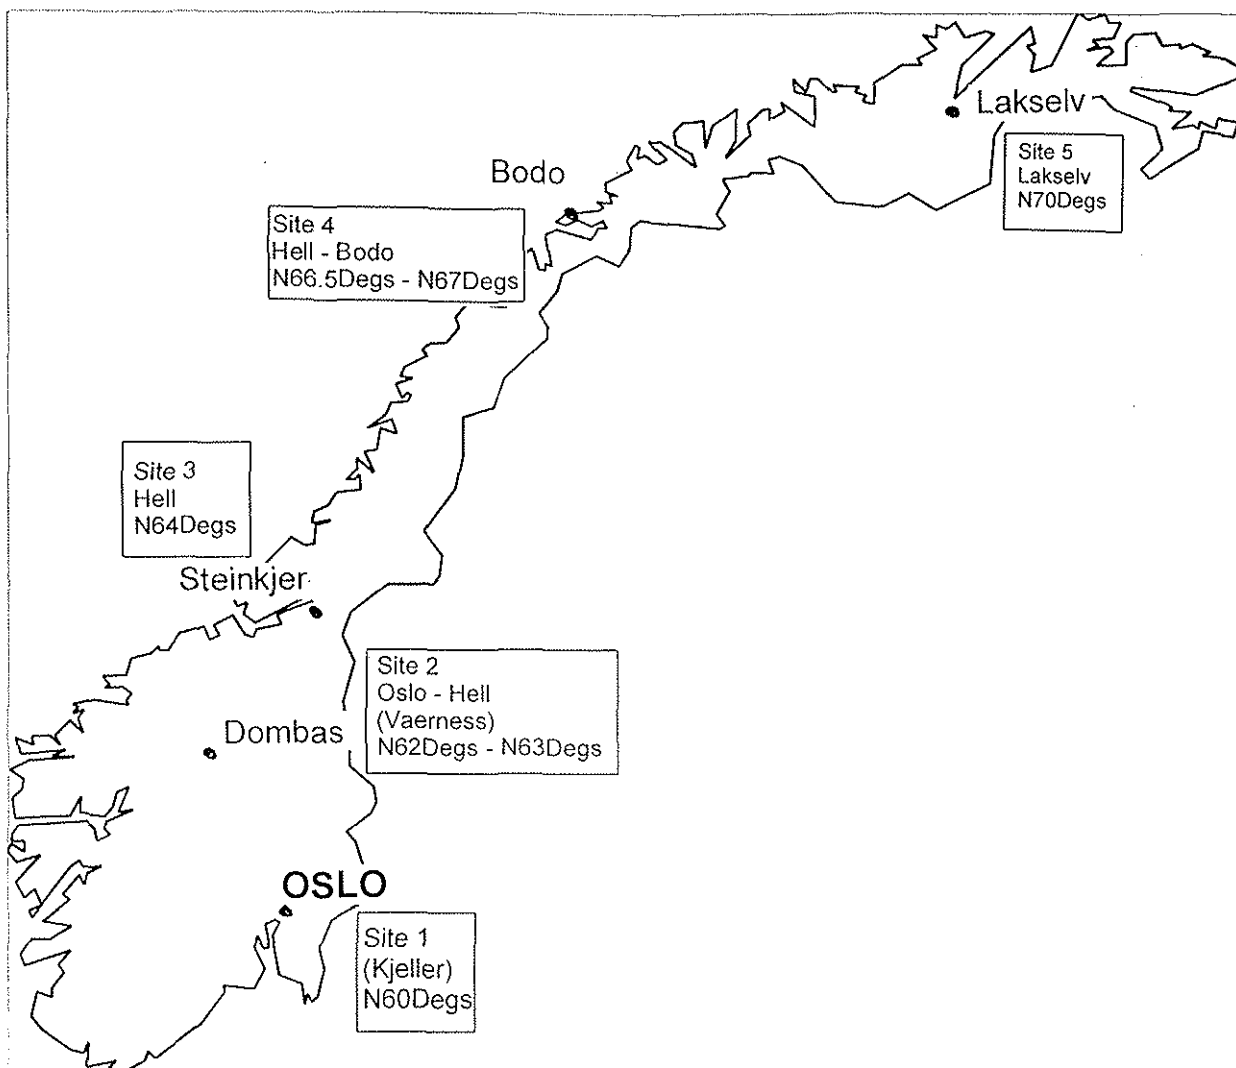 Lakselv
Site 5
Lakselv
N70Degs
Bodo
Site 4
Hell - Bodo
N66.5Degs - N67Degs
Site 3
Hell
N64Degs
Steinkjer
Site 2
Oslo - Hell
(Vaerness)
N62Degs - N63Degs
Dombas
OSLO
Site 1
(Kjeller)
N60Degs